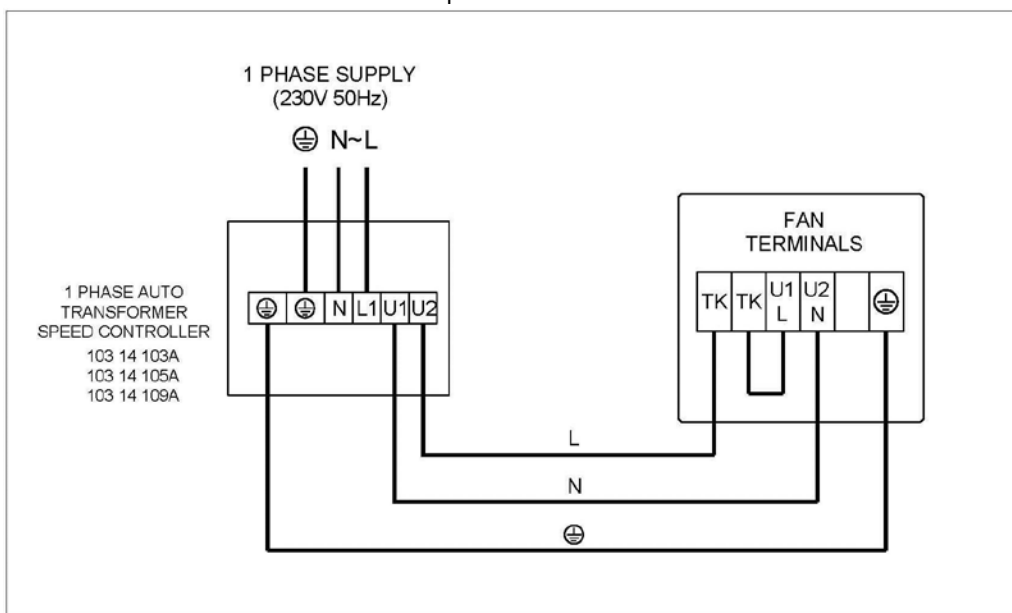 1 PHASE SUPPLY
(230V 50Hz)
⏚ N~L
1 PHASE AUTO
TRANSFORMER
SPEED CONTROLLER
103 14 103A
103 14 105A
103 14 109A
⏚ ⏚ N L1 U1 U2
FAN
TERMINALS
TK TK U1 U2 ⏚
L N
L
N
⏚